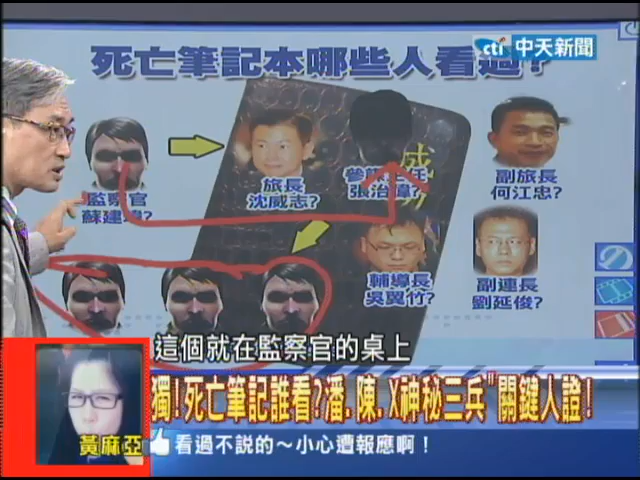 cti 中天新聞
死亡筆記本哪些人看過?
監察官
旅長
沈威志?
參謀主任
副旅長
何江忠?
輔導長
吳翼竹?
副連長
劉延俊?
這個就在監察官的桌上
獨!死亡筆記誰看?潘.陳.X神秘三兵"關鍵人證!
黃麻亞
看過不說的～小心遭報應啊!